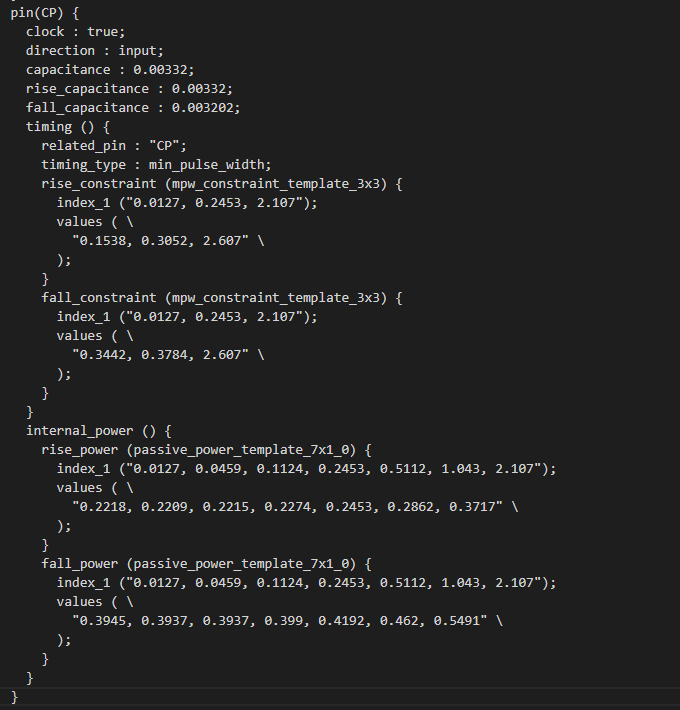 pin(CP) {
clock : true;
direction : input;
capacitance : 0.00332;
rise_capacitance : 0.00332;
fall_capacitance : 0.003202;
timing () {
related_pin : "CP";
timing_type : min_pulse_width;
rise_constraint (mpw_constraint_template_3x3) {
index_1 ("0.0127, 0.2453, 2.107");
values ( \
"0.1538, 0.3052, 2.607" \
);
}
fall_constraint (mpw_constraint_template_3x3) {
index_1 ("0.0127, 0.2453, 2.107");
values ( \
"0.3442, 0.3784, 2.607" \
);
}
}
internal_power () {
rise_power (passive_power_template_7x1_0) {
index_1 ("0.0127, 0.0459, 0.1124, 0.2453, 0.5112, 1.043, 2.107");
values ( \
"0.2218, 0.2209, 0.2215, 0.2274, 0.2453, 0.2862, 0.3717" \
);
}
fall_power (passive_power_template_7x1_0) {
index_1 ("0.0127, 0.0459, 0.1124, 0.2453, 0.5112, 1.043, 2.107");
values ( \
"0.3945, 0.3937, 0.3937, 0.399, 0.4192, 0.462, 0.5491" \
);
}
}
}